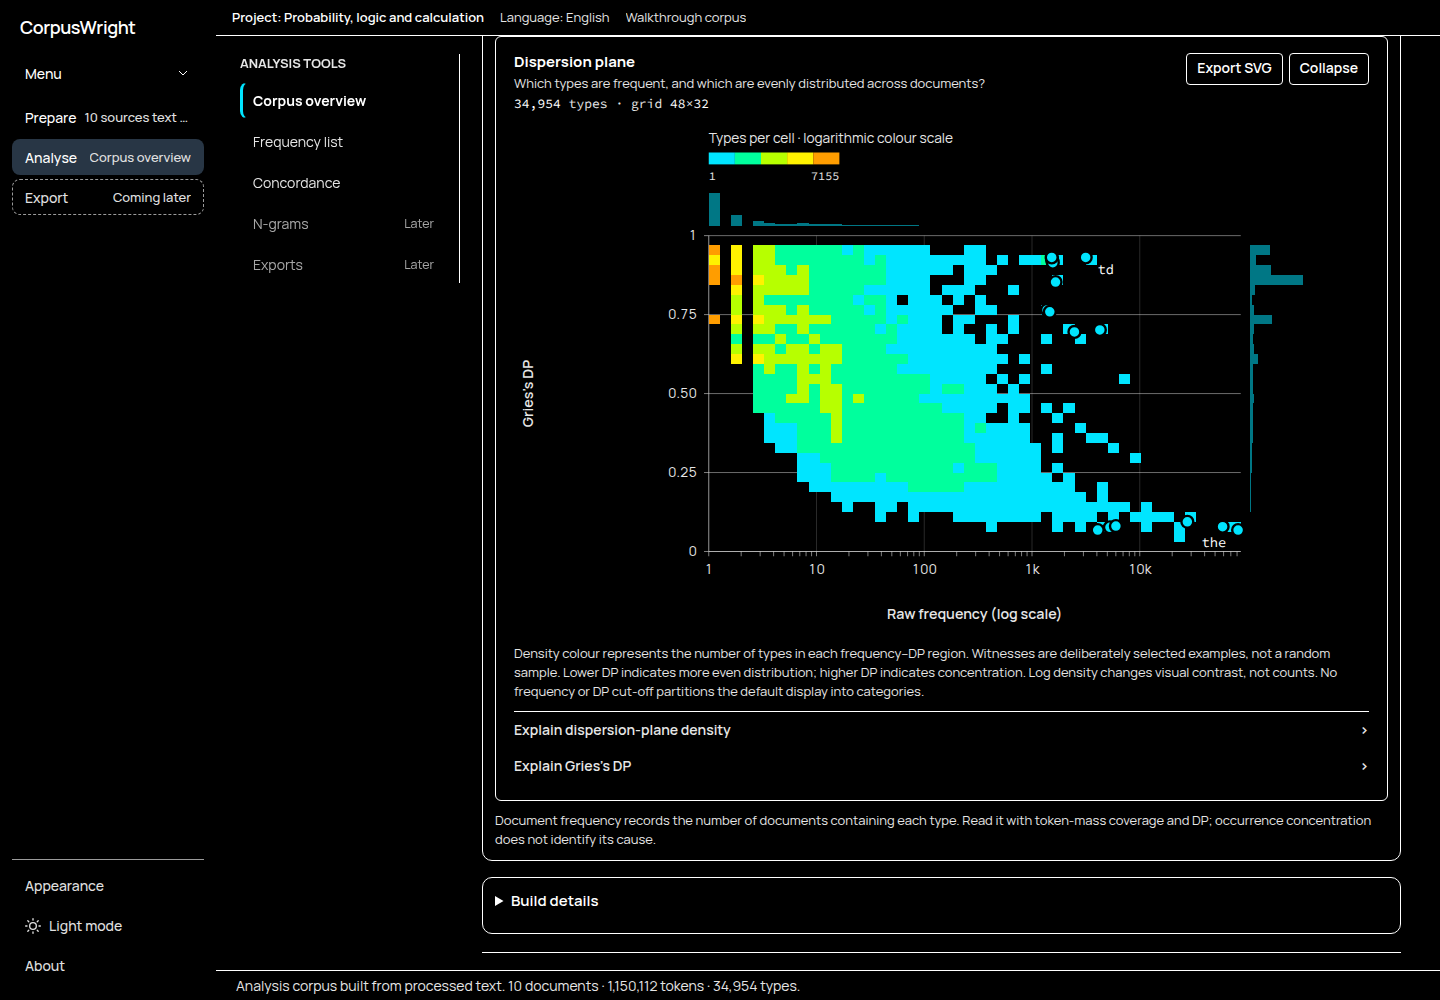 CorpusWright
Menu
Prepare 10 sources text ...
Analyse Corpus overview
Export Coming later
Appearance
Light mode
About
Project: Probability, logic and calculation Language: English Walkthrough corpus
ANALYSIS TOOLS
Corpus overview
Frequency list
Concordance
N-grams Later
Exports Later
Dispersion plane
Export SVG
Collapse
Which types are frequent, and which are evenly distributed across documents?
34,954 types · grid 48×32
Types per cell · logarithmic colour scale
1 7155
1
0.75
0.50
0.25
0
Gries's DP
td
the
1 10 100 1k 10k
Raw frequency (log scale)
Density colour represents the number of types in each frequency–DP region. Witnesses are deliberately selected examples, not a random
sample. Lower DP indicates more even distribution; higher DP indicates concentration. Log density changes visual contrast, not counts. No
frequency or DP cut-off partitions the default display into categories.
Explain dispersion-plane density ›
Explain Gries's DP ›
Document frequency records the number of documents containing each type. Read it with token-mass coverage and DP; occurrence concentration
does not identify its cause.
Build details
Analysis corpus built from processed text. 10 documents · 1,150,112 tokens · 34,954 types.